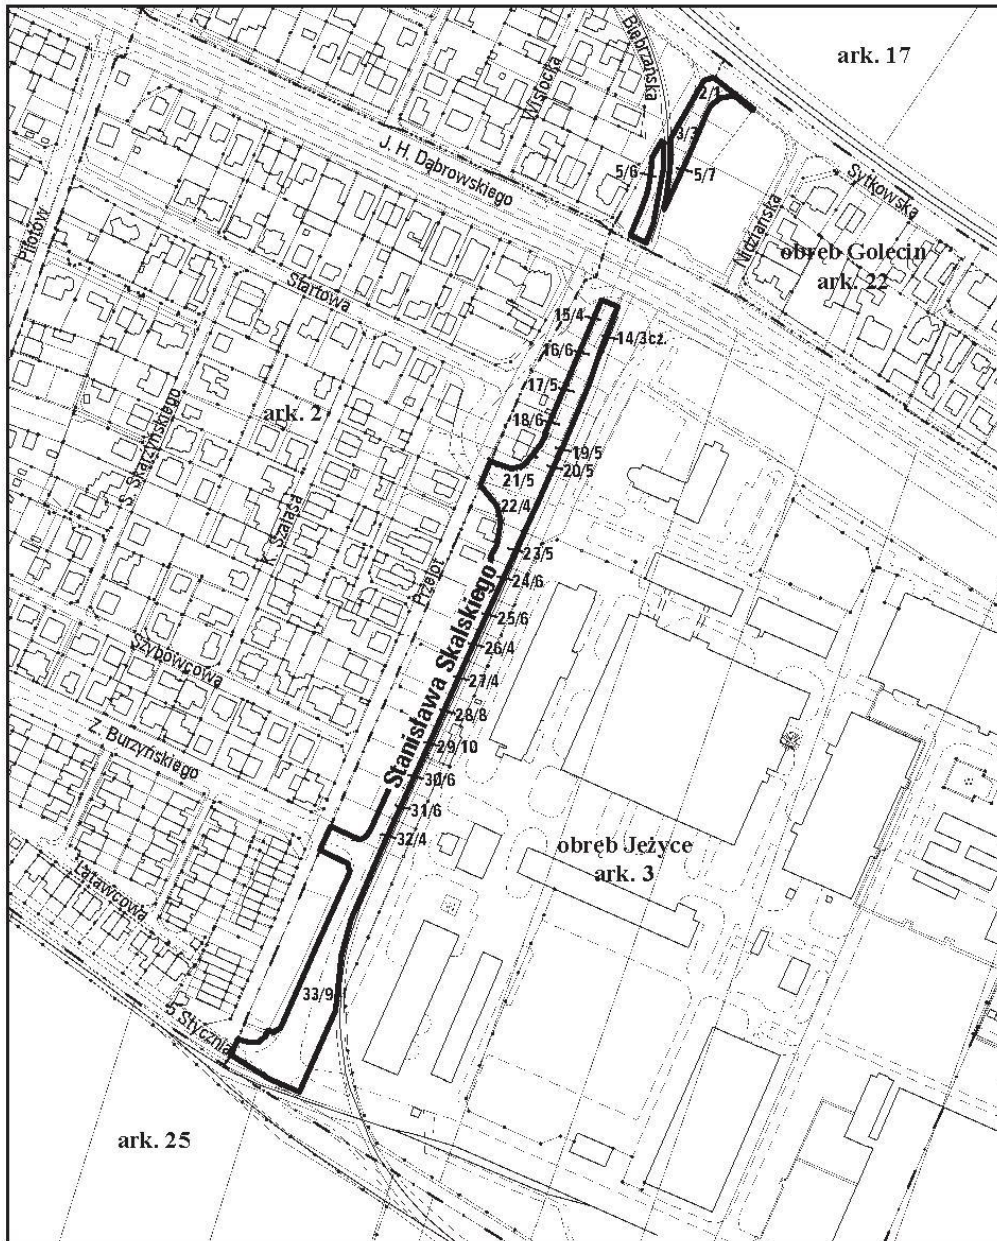 ark. 17
Biebrzańska
Wisłocka
2/1
3/3
J. H. Dąbrowskiego
5/6
5/7
Sytkowska
Pilotów
Nidziańska
obręb Golęcin
ark. 22
Startowa
15/4
14/3cz.
16/6
17/5
ark. 2
18/6
S. Skarżyńskiego
19/5
20/5
21/5
22/4
K. Szałasa
23/5
Przelot
24/6
Stanisława Skalskiego
25/6
26/4
Szybowcowa
27/4
28/8
Z. Burzyńskiego
29/10
30/6
31/6
32/4
obręb Jeżyce
ark. 3
Latawcowa
33/9
5 Stycznia
ark. 25